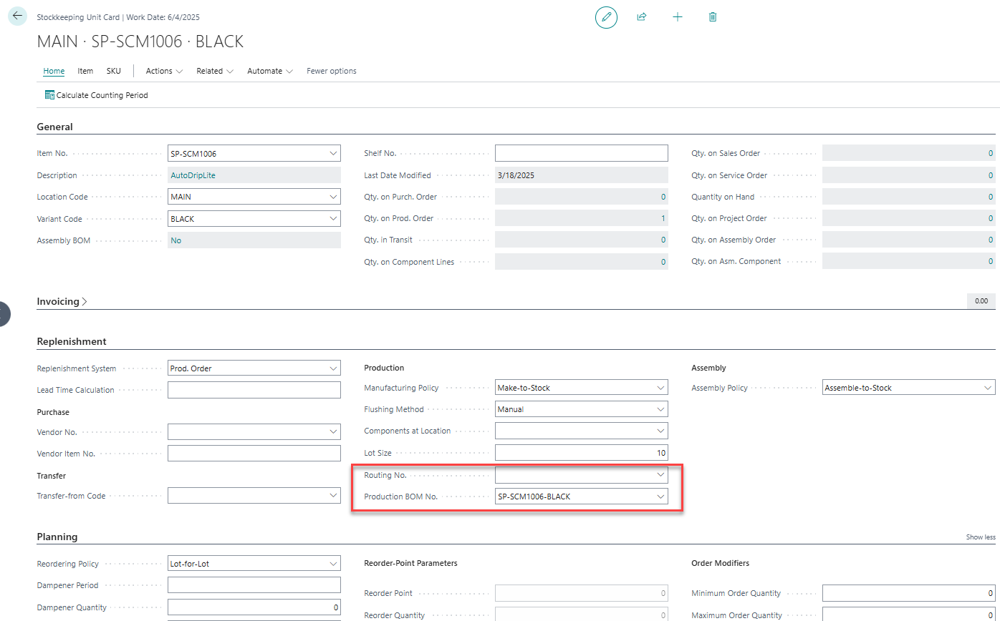 Stockkeeping Unit Card | Work Date: 6/4/2025
MAIN · SP-SCM1006 · BLACK
Home Item SKU Actions Related Automate Fewer options
Calculate Counting Period
General
Item No. SP-SCM1006 Shelf No. Qty. on Sales Order 0
Description AutoDripLite Last Date Modified 3/18/2025 Qty. on Service Order 0
Location Code MAIN Qty. on Purch. Order 0 Quantity on Hand 0
Variant Code BLACK Qty. on Prod. Order 1 Qty. on Project Order 0
Assembly BOM No Qty. in Transit 0 Qty. on Assembly Order 0
Qty. on Component Lines 0 Qty. on Asm. Component 0
Invoicing 0.00
Replenishment
Replenishment System Prod. Order Production Assembly
Lead Time Calculation Manufacturing Policy Make-to-Stock Assembly Policy Assemble-to-Stock
Purchase Flushing Method Manual
Vendor No. Components at Location
Vendor Item No. Lot Size 10
Transfer Routing No.
Transfer-from Code Production BOM No. SP-SCM1006-BLACK
Planning Show less
Reordering Policy Lot-for-Lot Reorder-Point Parameters Order Modifiers
Dampener Period Reorder Point 0 Minimum Order Quantity 0
Dampener Quantity 0 Reorder Quantity 0 Maximum Order Quantity 0